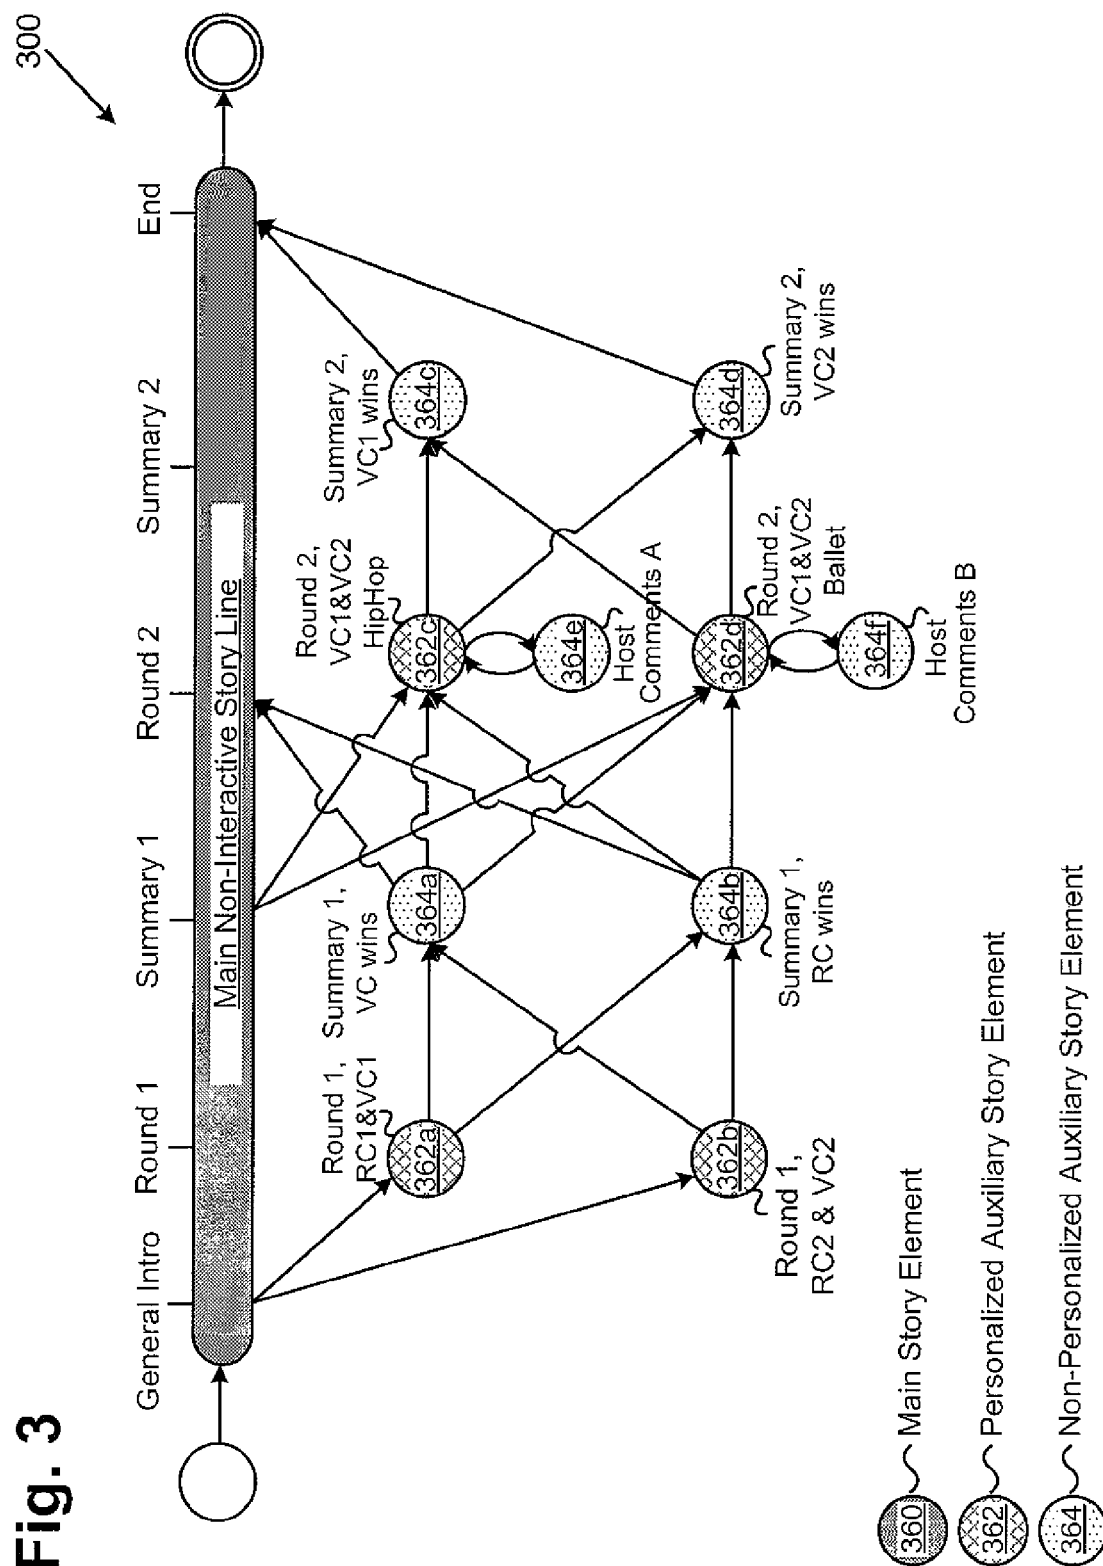 Fig. 3
300
General Intro
Round 1
Summary 1
Round 2
Summary 2
End
Main Non-Interactive Story Line
Round 1,
RC1&VC1
362a
Summary 1,
VC wins
364a
Round 2,
VC1&VC2
HipHop
362c
Summary 2,
VC1 wins
364c
364e
Host
Comments A
362b
Round 1,
RC2 & VC2
364b
Summary 1,
RC wins
362d
Round 2,
VC1&VC2
Ballet
364d
Summary 2,
VC2 wins
364f
Host
Comments B
360 Main Story Element
362 Personalized Auxiliary Story Element
364 Non-Personalized Auxiliary Story Element